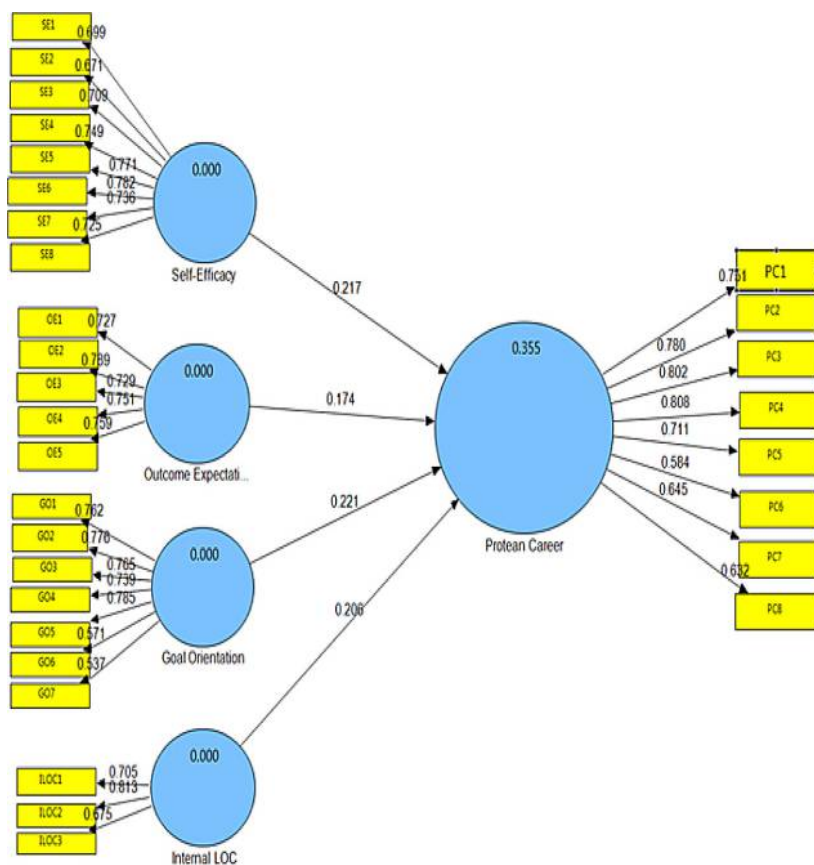 SE1
0.699
SE2
0.671
SE3
0.709
SE4
0.749
SE5
0.771
0.782
SE6
0.736
SE7
0.725
SE8
0.000
Self-Efficacy
0.217
OE1
0.727
OE2
0.789
OE3
0.729
0.751
OE4
0.759
OE5
0.000
Outcome Expectati...
0.174
GO1
0.762
GO2
0.776
GO3
0.765
0.739
GO4
0.785
GO5
0.571
GO6
0.537
GO7
0.000
Goal Orientation
0.221
ILOC1
0.705
0.813
ILOC2
0.675
ILOC3
0.000
Internal LOC
0.206
0.355
Protean Career
0.751
PC1
PC2
0.780
PC3
0.802
0.808
PC4
0.711
PC5
0.584
PC6
0.645
PC7
0.632
PC8